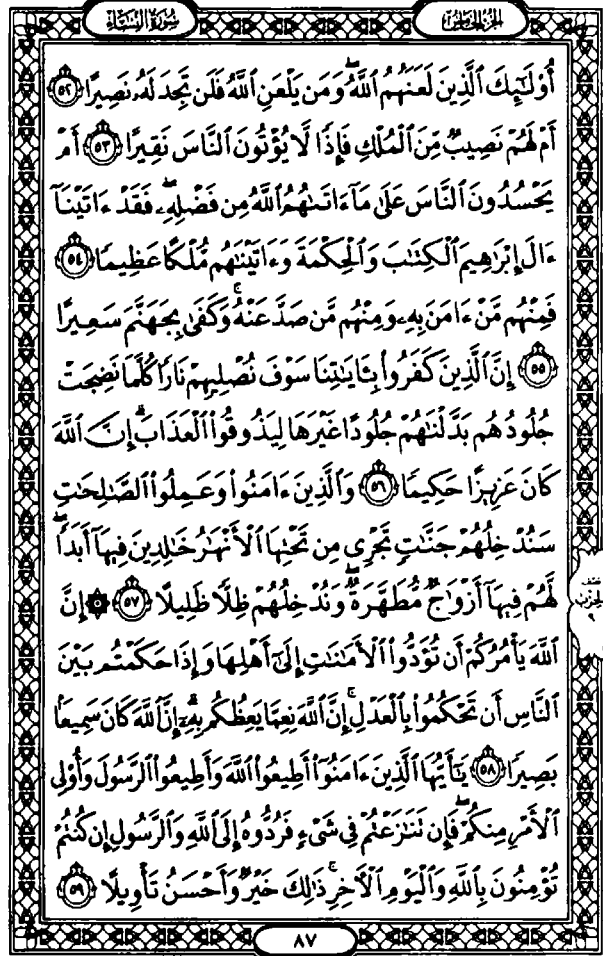 الجزء الخامس سورة النساء
أُوْلَٰٓئِكَ ٱلَّذِينَ لَعَنَهُمُ ٱللَّهُۖ وَمَن يَلْعَنِ ٱللَّهُ فَلَن تَجِدَ لَهُۥ نَصِيرًا ٥٢
أَمْ لَهُمْ نَصِيبٌ مِّنَ ٱلْمُلْكِ فَإِذًا لَّا يُؤْتُونَ ٱلنَّاسَ نَقِيرًا ٥٣ أَمْ
يَحْسُدُونَ ٱلنَّاسَ عَلَىٰ مَآ ءَاتَىٰهُمُ ٱللَّهُ مِن فَضْلِهِۦۖ فَقَدْ ءَاتَيْنَآ
ءَالَ إِبْرَٰهِيمَ ٱلْكِتَٰبَ وَٱلْحِكْمَةَ وَءَاتَيْنَٰهُم مُّلْكًا عَظِيمًا ٥٤
فَمِنْهُم مَّنْ ءَامَنَ بِهِۦ وَمِنْهُم مَّن صَدَّ عَنْهُۚ وَكَفَىٰ بِجَهَنَّمَ سَعِيرًا
٥٥ إِنَّ ٱلَّذِينَ كَفَرُوا۟ بِـَٔايَٰتِنَا سَوْفَ نُصْلِيهِمْ نَارًا كُلَّمَا نَضِجَتْ
جُلُودُهُم بَدَّلْنَٰهُمْ جُلُودًا غَيْرَهَا لِيَذُوقُوا۟ ٱلْعَذَابَۗ إِنَّ ٱللَّهَ
كَانَ عَزِيزًا حَكِيمًا ٥٦ وَٱلَّذِينَ ءَامَنُوا۟ وَعَمِلُوا۟ ٱلصَّٰلِحَٰتِ
سَنُدْخِلُهُمْ جَنَّٰتٍ تَجْرِى مِن تَحْتِهَا ٱلْأَنْهَٰرُ خَٰلِدِينَ فِيهَآ أَبَدًاۖ
لَّهُمْ فِيهَآ أَزْوَٰجٌ مُّطَهَّرَةٌۖ وَنُدْخِلُهُمْ ظِلًّا ظَلِيلًا ٥٧ ۞ إِنَّ
ٱللَّهَ يَأْمُرُكُمْ أَن تُؤَدُّوا۟ ٱلْأَمَٰنَٰتِ إِلَىٰٓ أَهْلِهَا وَإِذَا حَكَمْتُم بَيْنَ
ٱلنَّاسِ أَن تَحْكُمُوا۟ بِٱلْعَدْلِۚ إِنَّ ٱللَّهَ نِعِمَّا يَعِظُكُم بِهِۦٓۗ إِنَّ ٱللَّهَ كَانَ سَمِيعًۢا
بَصِيرًا ٥٨ يَٰٓأَيُّهَا ٱلَّذِينَ ءَامَنُوٓا۟ أَطِيعُوا۟ ٱللَّهَ وَأَطِيعُوا۟ ٱلرَّسُولَ وَأُو۟لِى
ٱلْأَمْرِ مِنكُمْۖ فَإِن تَنَٰزَعْتُمْ فِى شَىْءٍ فَرُدُّوهُ إِلَى ٱللَّهِ وَٱلرَّسُولِ إِن كُنتُمْ
تُؤْمِنُونَ بِٱللَّهِ وَٱلْيَوْمِ ٱلْءَاخِرِۚ ذَٰلِكَ خَيْرٌ وَأَحْسَنُ تَأْوِيلًا ٥٩
نصف
الحزب
٩
٨٧